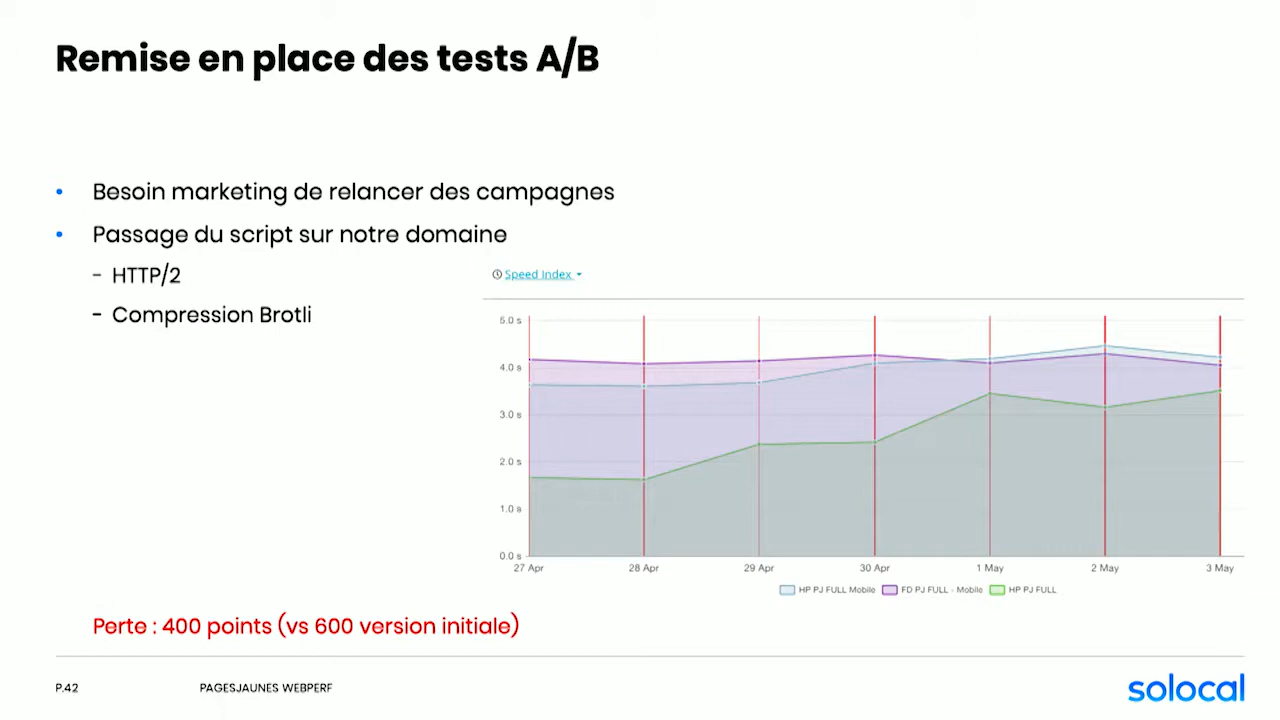 Remise en place des tests A/B
• Besoin marketing de relancer des campagnes
• Passage du script sur notre domaine
- HTTP/2
- Compression Brotli
Speed Index
5.0 s
4.0 s
3.0 s
2.0 s
1.0 s
0.0 s
27 Apr 28 Apr 29 Apr 30 Apr 1 May 2 May 3 May
HP PJ FULL Mobile FD PJ FULL - Mobile HP PJ FULL
Perte : 400 points (vs 600 version initiale)
P.42 PAGESJAUNES WEBPERF solocal